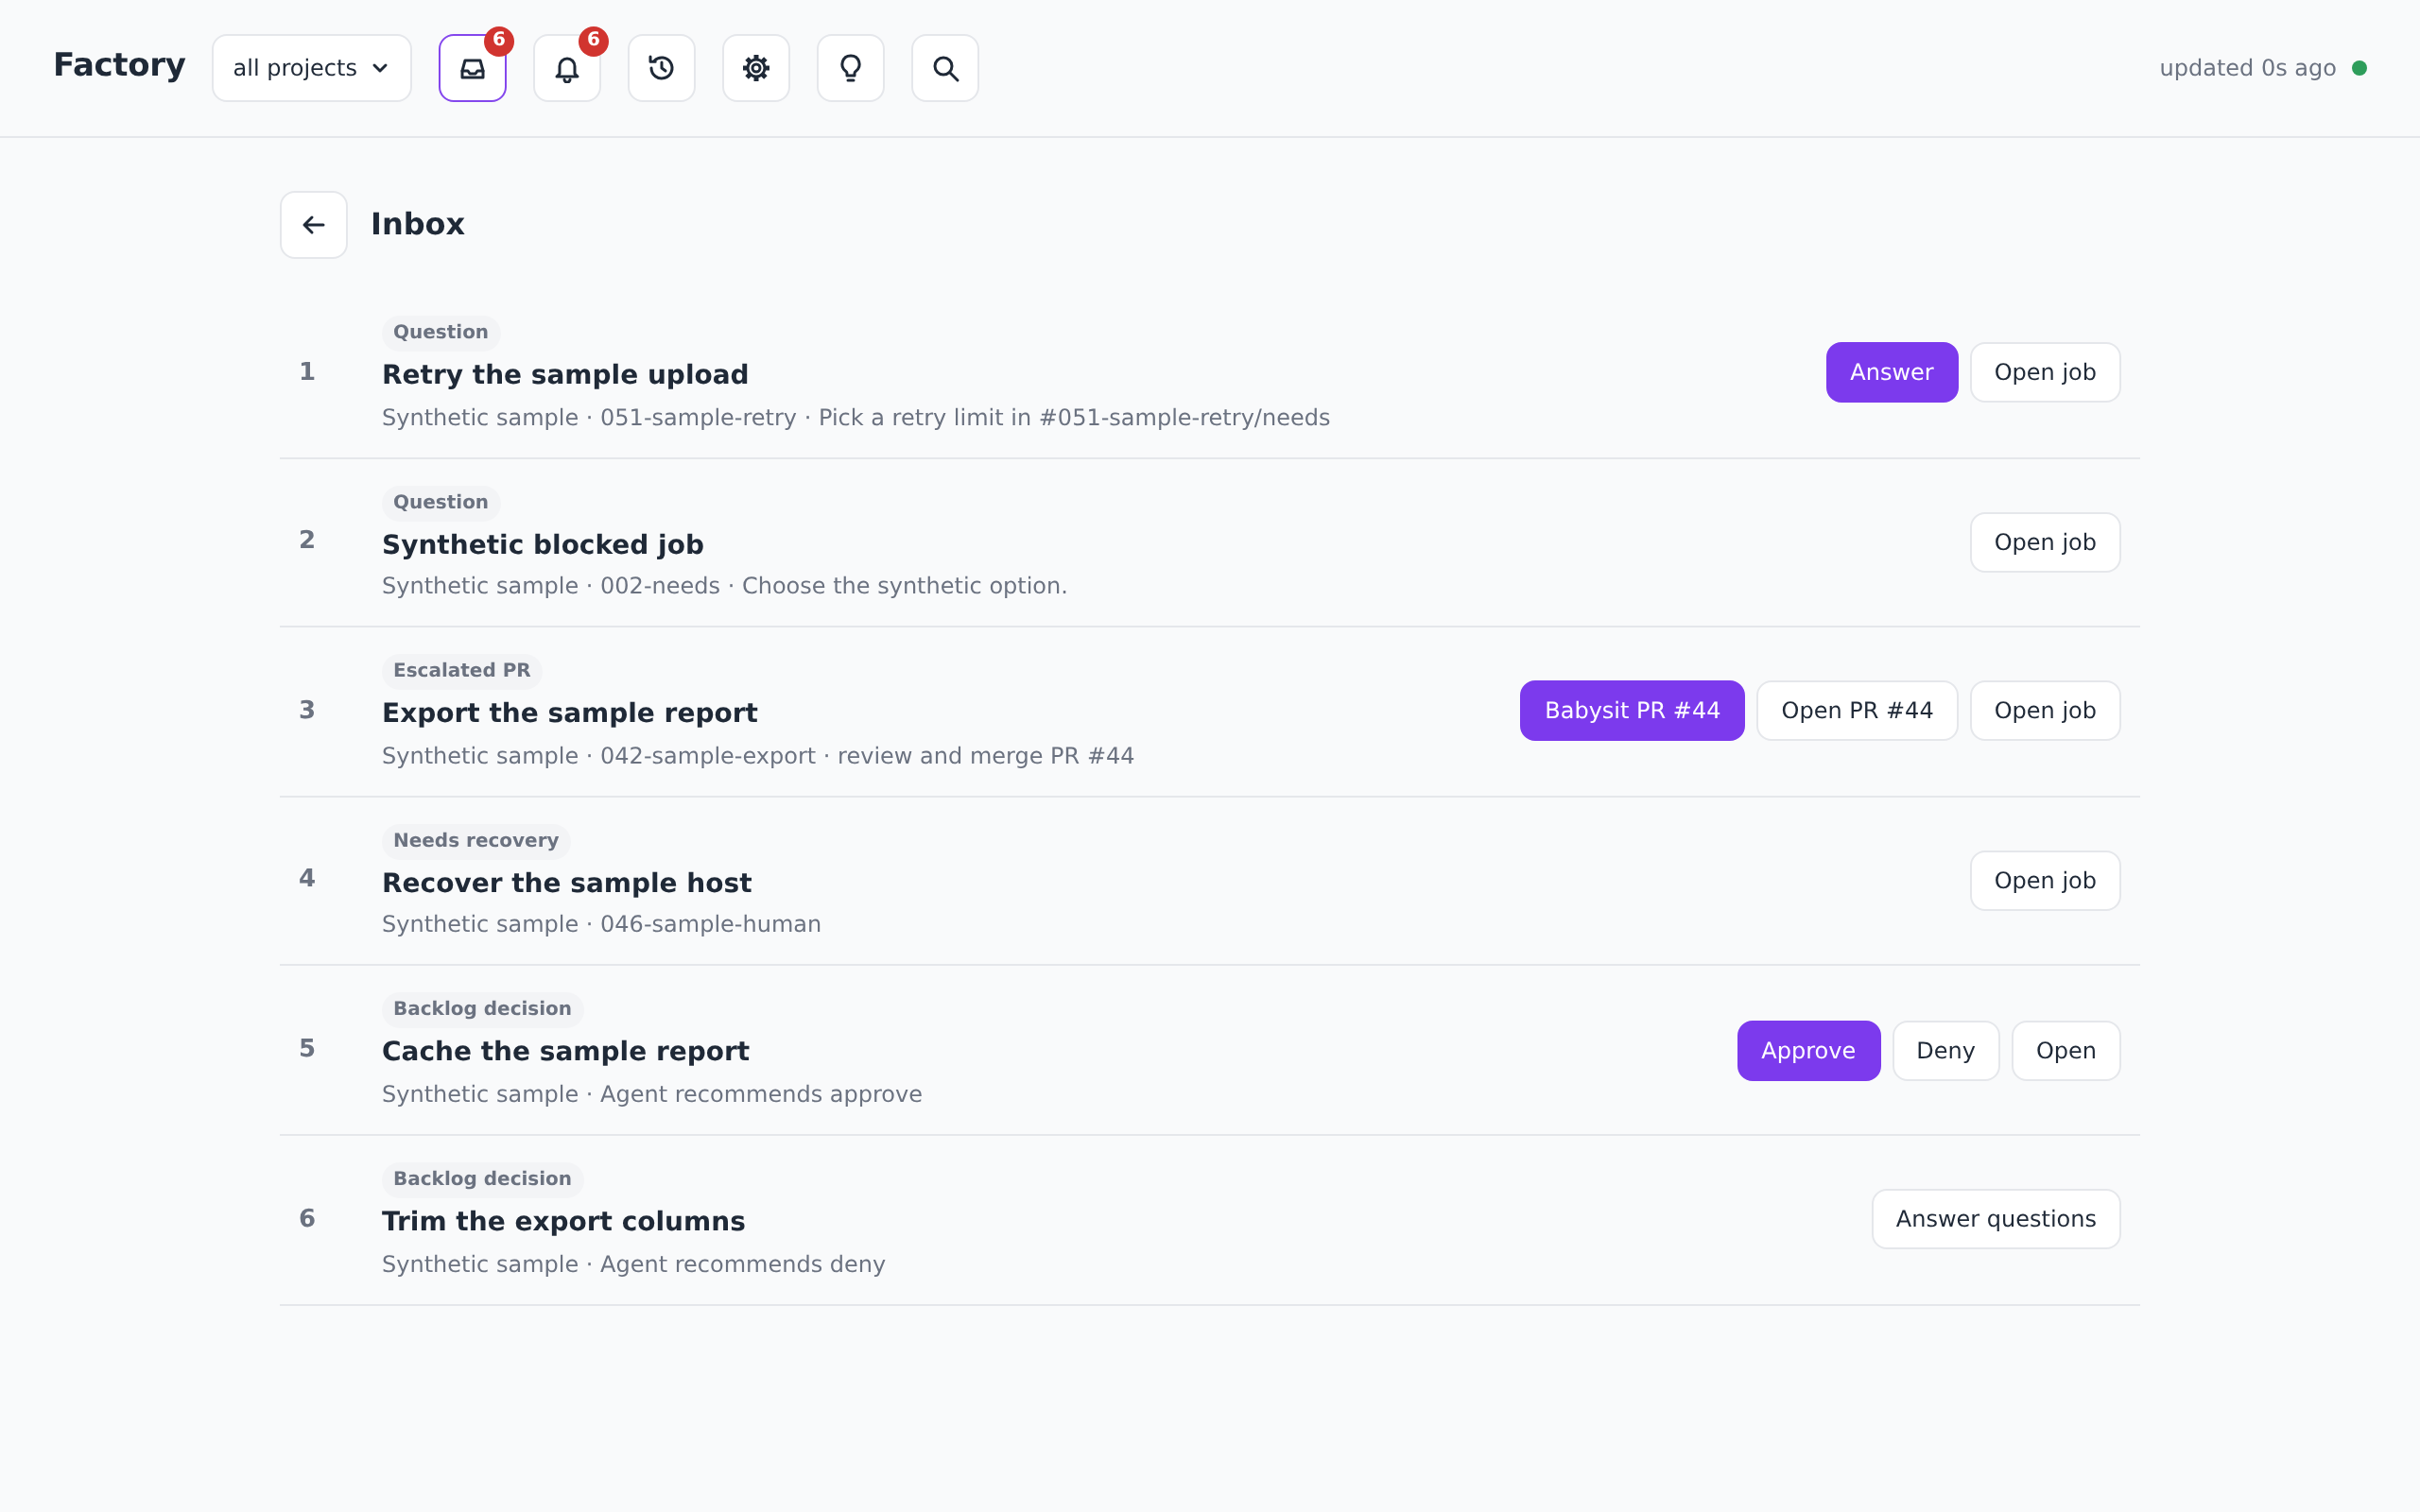 Factory all projects 6 6 updated 0s ago
Inbox
Question
1 Retry the sample upload Answer Open job
Synthetic sample · 051-sample-retry · Pick a retry limit in #051-sample-retry/needs
Question
2 Synthetic blocked job Open job
Synthetic sample · 002-needs · Choose the synthetic option.
Escalated PR
3 Export the sample report Babysit PR #44 Open PR #44 Open job
Synthetic sample · 042-sample-export · review and merge PR #44
Needs recovery
4 Recover the sample host Open job
Synthetic sample · 046-sample-human
Backlog decision
5 Cache the sample report Approve Deny Open
Synthetic sample · Agent recommends approve
Backlog decision
6 Trim the export columns Answer questions
Synthetic sample · Agent recommends deny